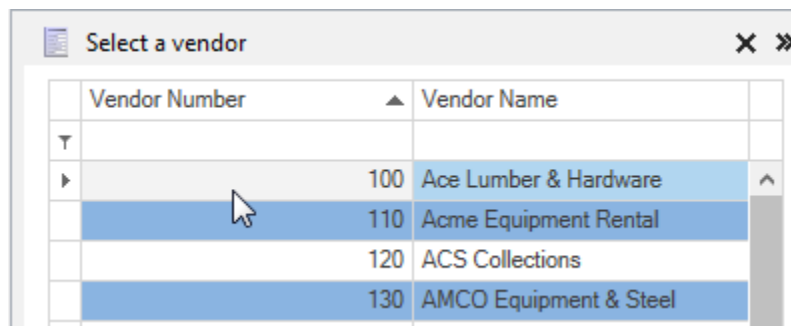 Select a vendor
Vendor Number Vendor Name
100 Ace Lumber & Hardware
110 Acme Equipment Rental
120 ACS Collections
130 AMCO Equipment & Steel